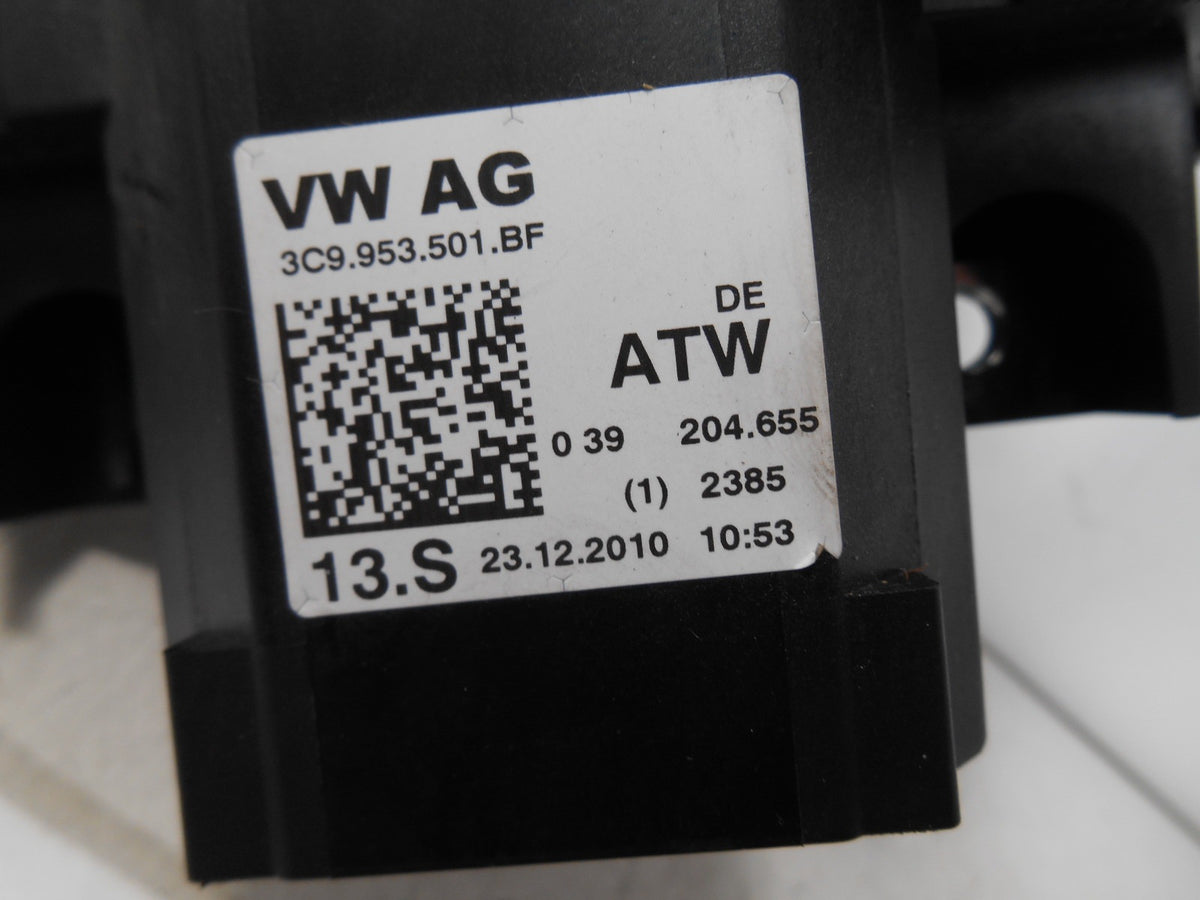 VW AG
3C9.953.501.BF
DE
ATW
0 39 204.655
(1) 2385
13.S 23.12.2010 10:53